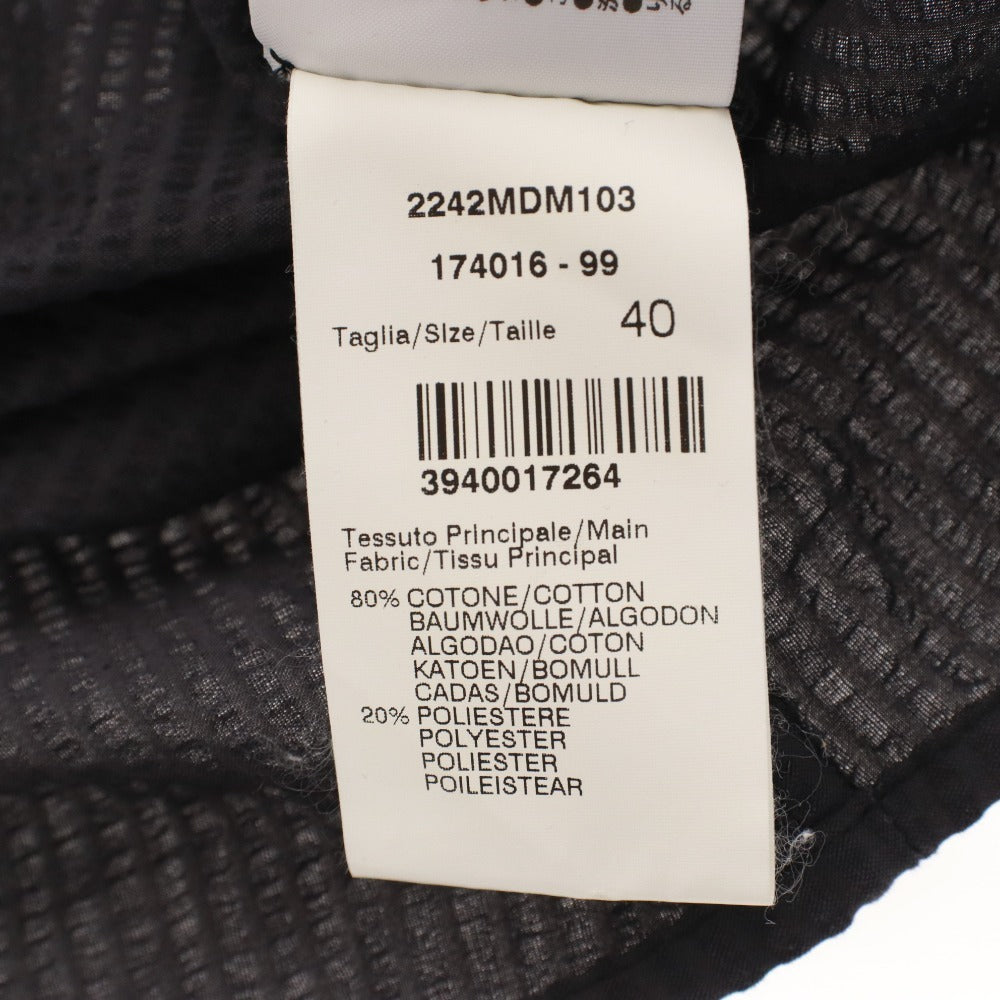 2242MDM103
174016 - 99
Taglia/SIze/Taille 40
3940017264
Tessuto Principale/Main
Fabric/Tissu Principal
80% COTONE/COTTON
BAUMWOLLE/ALGODON
ALGODAO/COTON
KATOEN/BOMULL
CADAS/BOMULD
20% POLIESTERE
POLYESTER
POLIESTER
POILEISTEAR